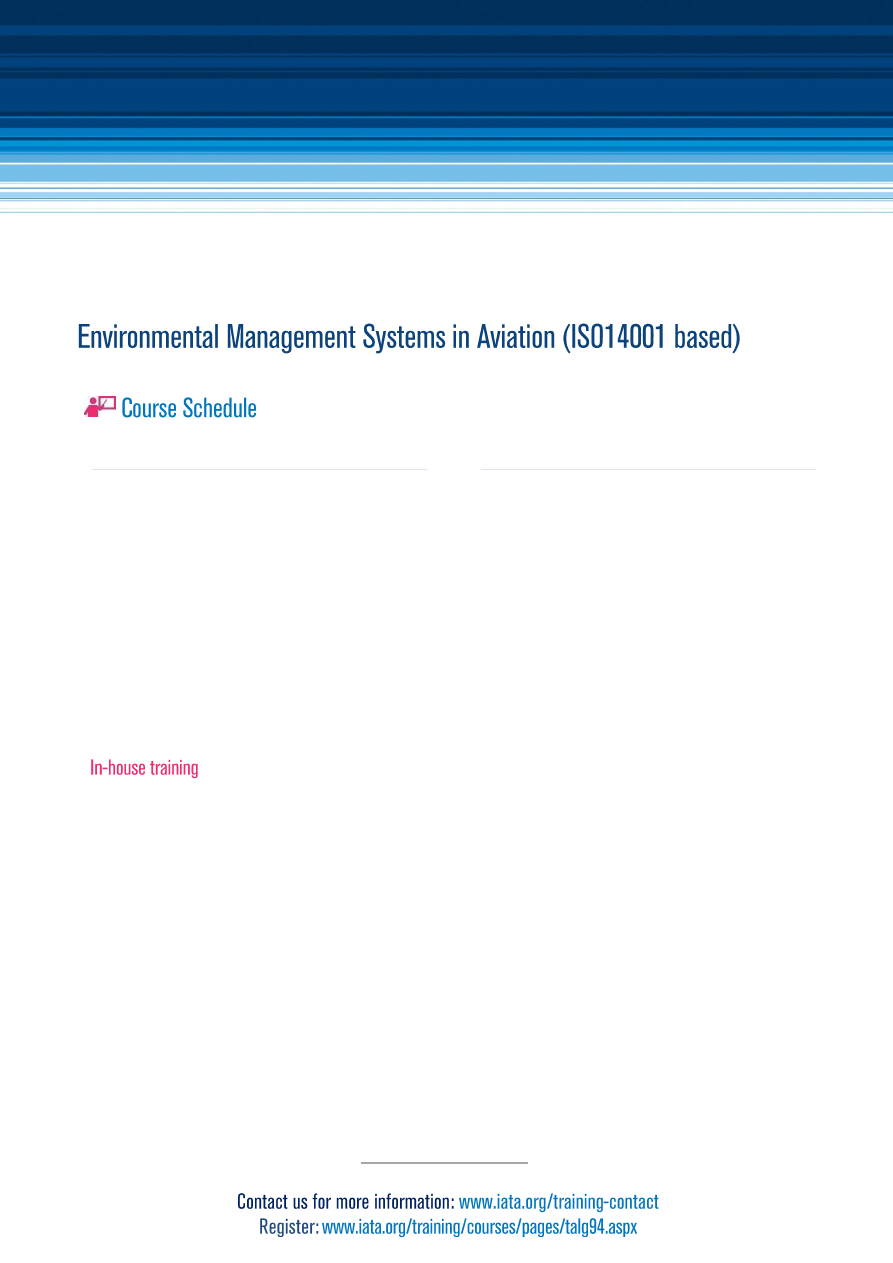 Environmental Management Systems in Aviation (ISO14001 based)
Course Schedule
In-house training
Contact us for more information: www.iata.org/training-contact
Register: www.iata.org/training/courses/pages/talg94.aspx